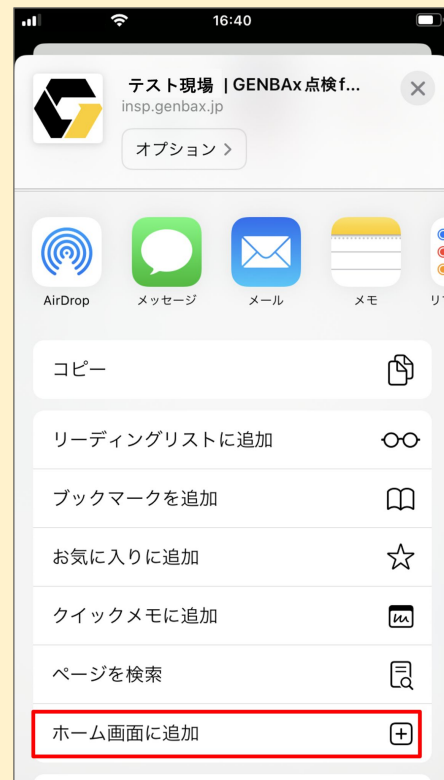 16:40
テスト現場 | GENBAx点検f...
insp.genbax.jp
オプション
AirDrop
メッセージ
メール
メモ
コピー
リーディングリストに追加
ブックマークを追加
お気に入りに追加
クイックメモに追加
ページを検索
ホーム画面に追加